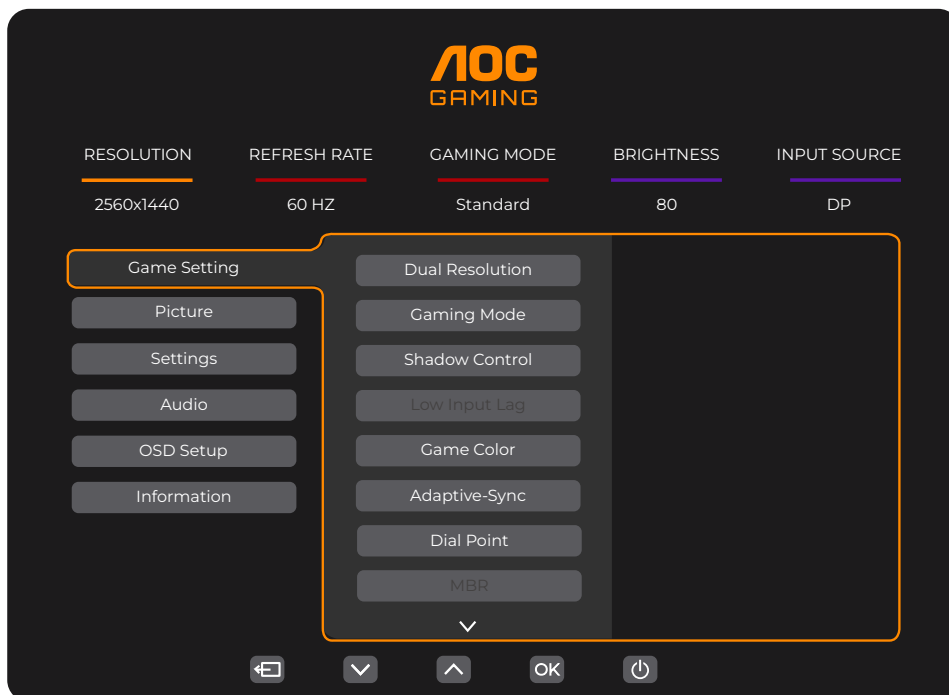 AOC
GAMING
RESOLUTION REFRESH RATE GAMING MODE BRIGHTNESS INPUT SOURCE
2560x1440 60 HZ Standard 80 DP
Game Setting
Picture
Settings
Audio
OSD Setup
Information
Dual Resolution
Gaming Mode
Shadow Control
Low Input Lag
Game Color
Adaptive-Sync
Dial Point
MBR
OK